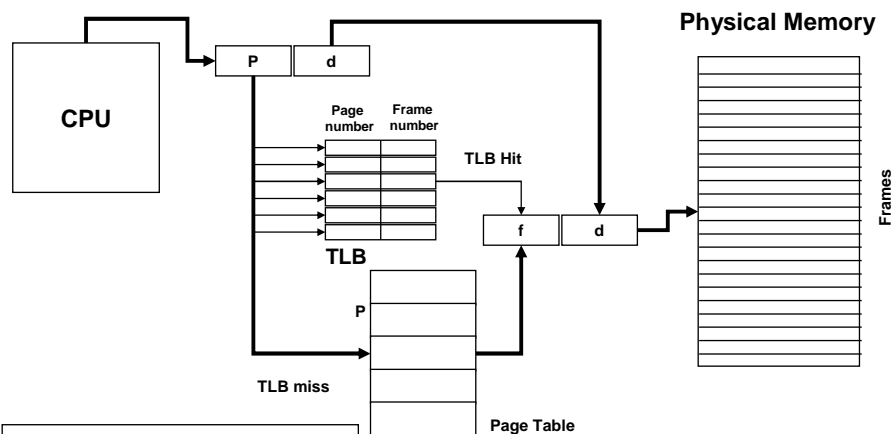 Physical Memory
P d
CPU
Page number
Frame number
TLB Hit
Frames
f d
TLB
P
TLB miss
Page Table